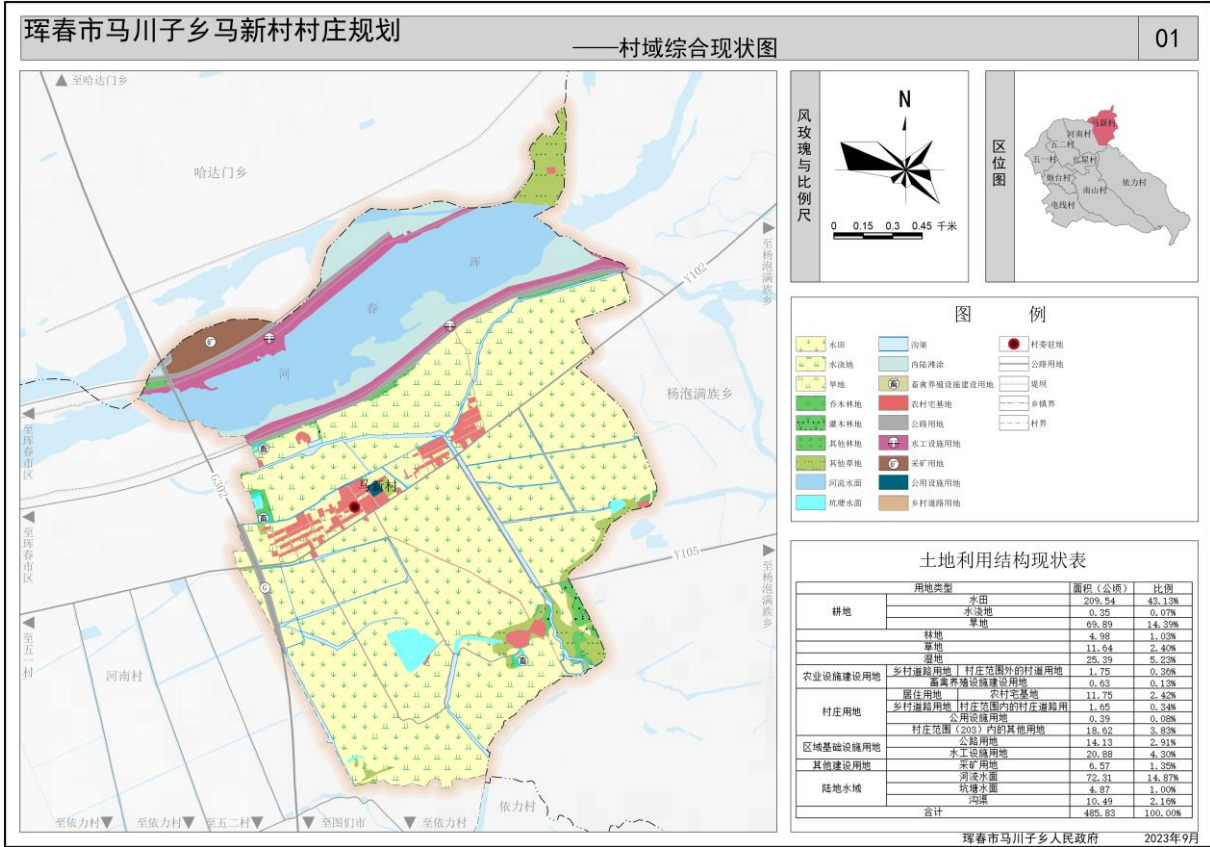 珲春市马川子乡马新村村庄规划
——村域综合现状图
01
至哈达门乡
哈达门乡
珲
春
河
Y102
至杨泡满族乡
杨泡满族乡
至珲春市区
G302
马新村
至珲春市区
Y105
至杨泡满族乡
G
至五一村
河南村
依力村
至依力村
至依力村
至五二村
至图们市
至依力村
风玫瑰与比例尺
N
0 0.15 0.3 0.45 千米
区位图
马新村
河南村
五二村
五一村
红星村
炮台村
依力村
南山村
电线村
图 例
水田
沟渠
村委驻地
水浇地
内陆滩涂
公路用地
旱地
畜禽养殖设施建设用地
堤坝
乔木林地
农村宅基地
乡镇界
灌木林地
公路用地
村界
其他林地
水工设施用地
其他草地
矿
采矿用地
河流水面
公用设施用地
坑塘水面
乡村道路用地
土地利用结构现状表
用地类型 面积（公顷） 比例
耕地 水田 209.54 43.13%
水浇地 0.35 0.07%
旱地 69.89 14.39%
林地 4.98 1.03%
草地 11.64 2.40%
湿地 25.39 5.23%
农业设施建设用地 乡村道路用地 村庄范围外的村道用地 1.75 0.36%
畜禽养殖设施建设用地 0.63 0.13%
村庄用地 居住用地 农村宅基地 11.75 2.42%
乡村道路用地 村庄范围内的村庄道路用 1.65 0.34%
公用设施用地 0.39 0.08%
村庄范围（203）内的其他用地 18.62 3.83%
区域基础设施用地 公路用地 14.13 2.91%
水工设施用地 20.88 4.30%
其他建设用地 采矿用地 6.57 1.35%
陆地水域 河流水面 72.31 14.87%
坑塘水面 4.87 1.00%
沟渠 10.49 2.16%
合计 485.83 100.00%
珲春市马川子乡人民政府 2023年9月